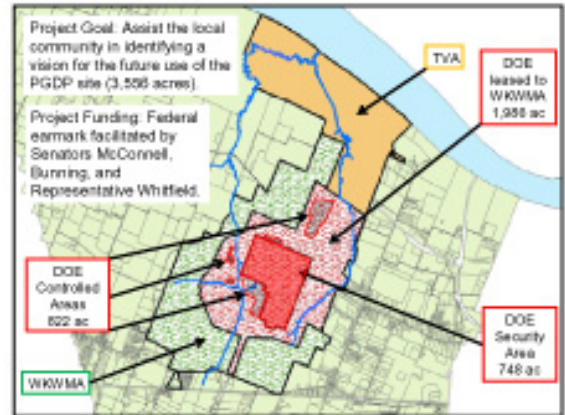 Project Goal: Assist the local
community in identifying a
vision for the future use of the
PGDP site (3,556 acres).
Project Funding: Federal
earmark facilitated by
Senators McConnell,
Bunning, and
Representative Whitfield.
TVA
DOE
leased to
WKWMA
1,986 ac
DOE
Controlled
Areas
822 ac
DOE
Security
Area
748 ac
WKWMA